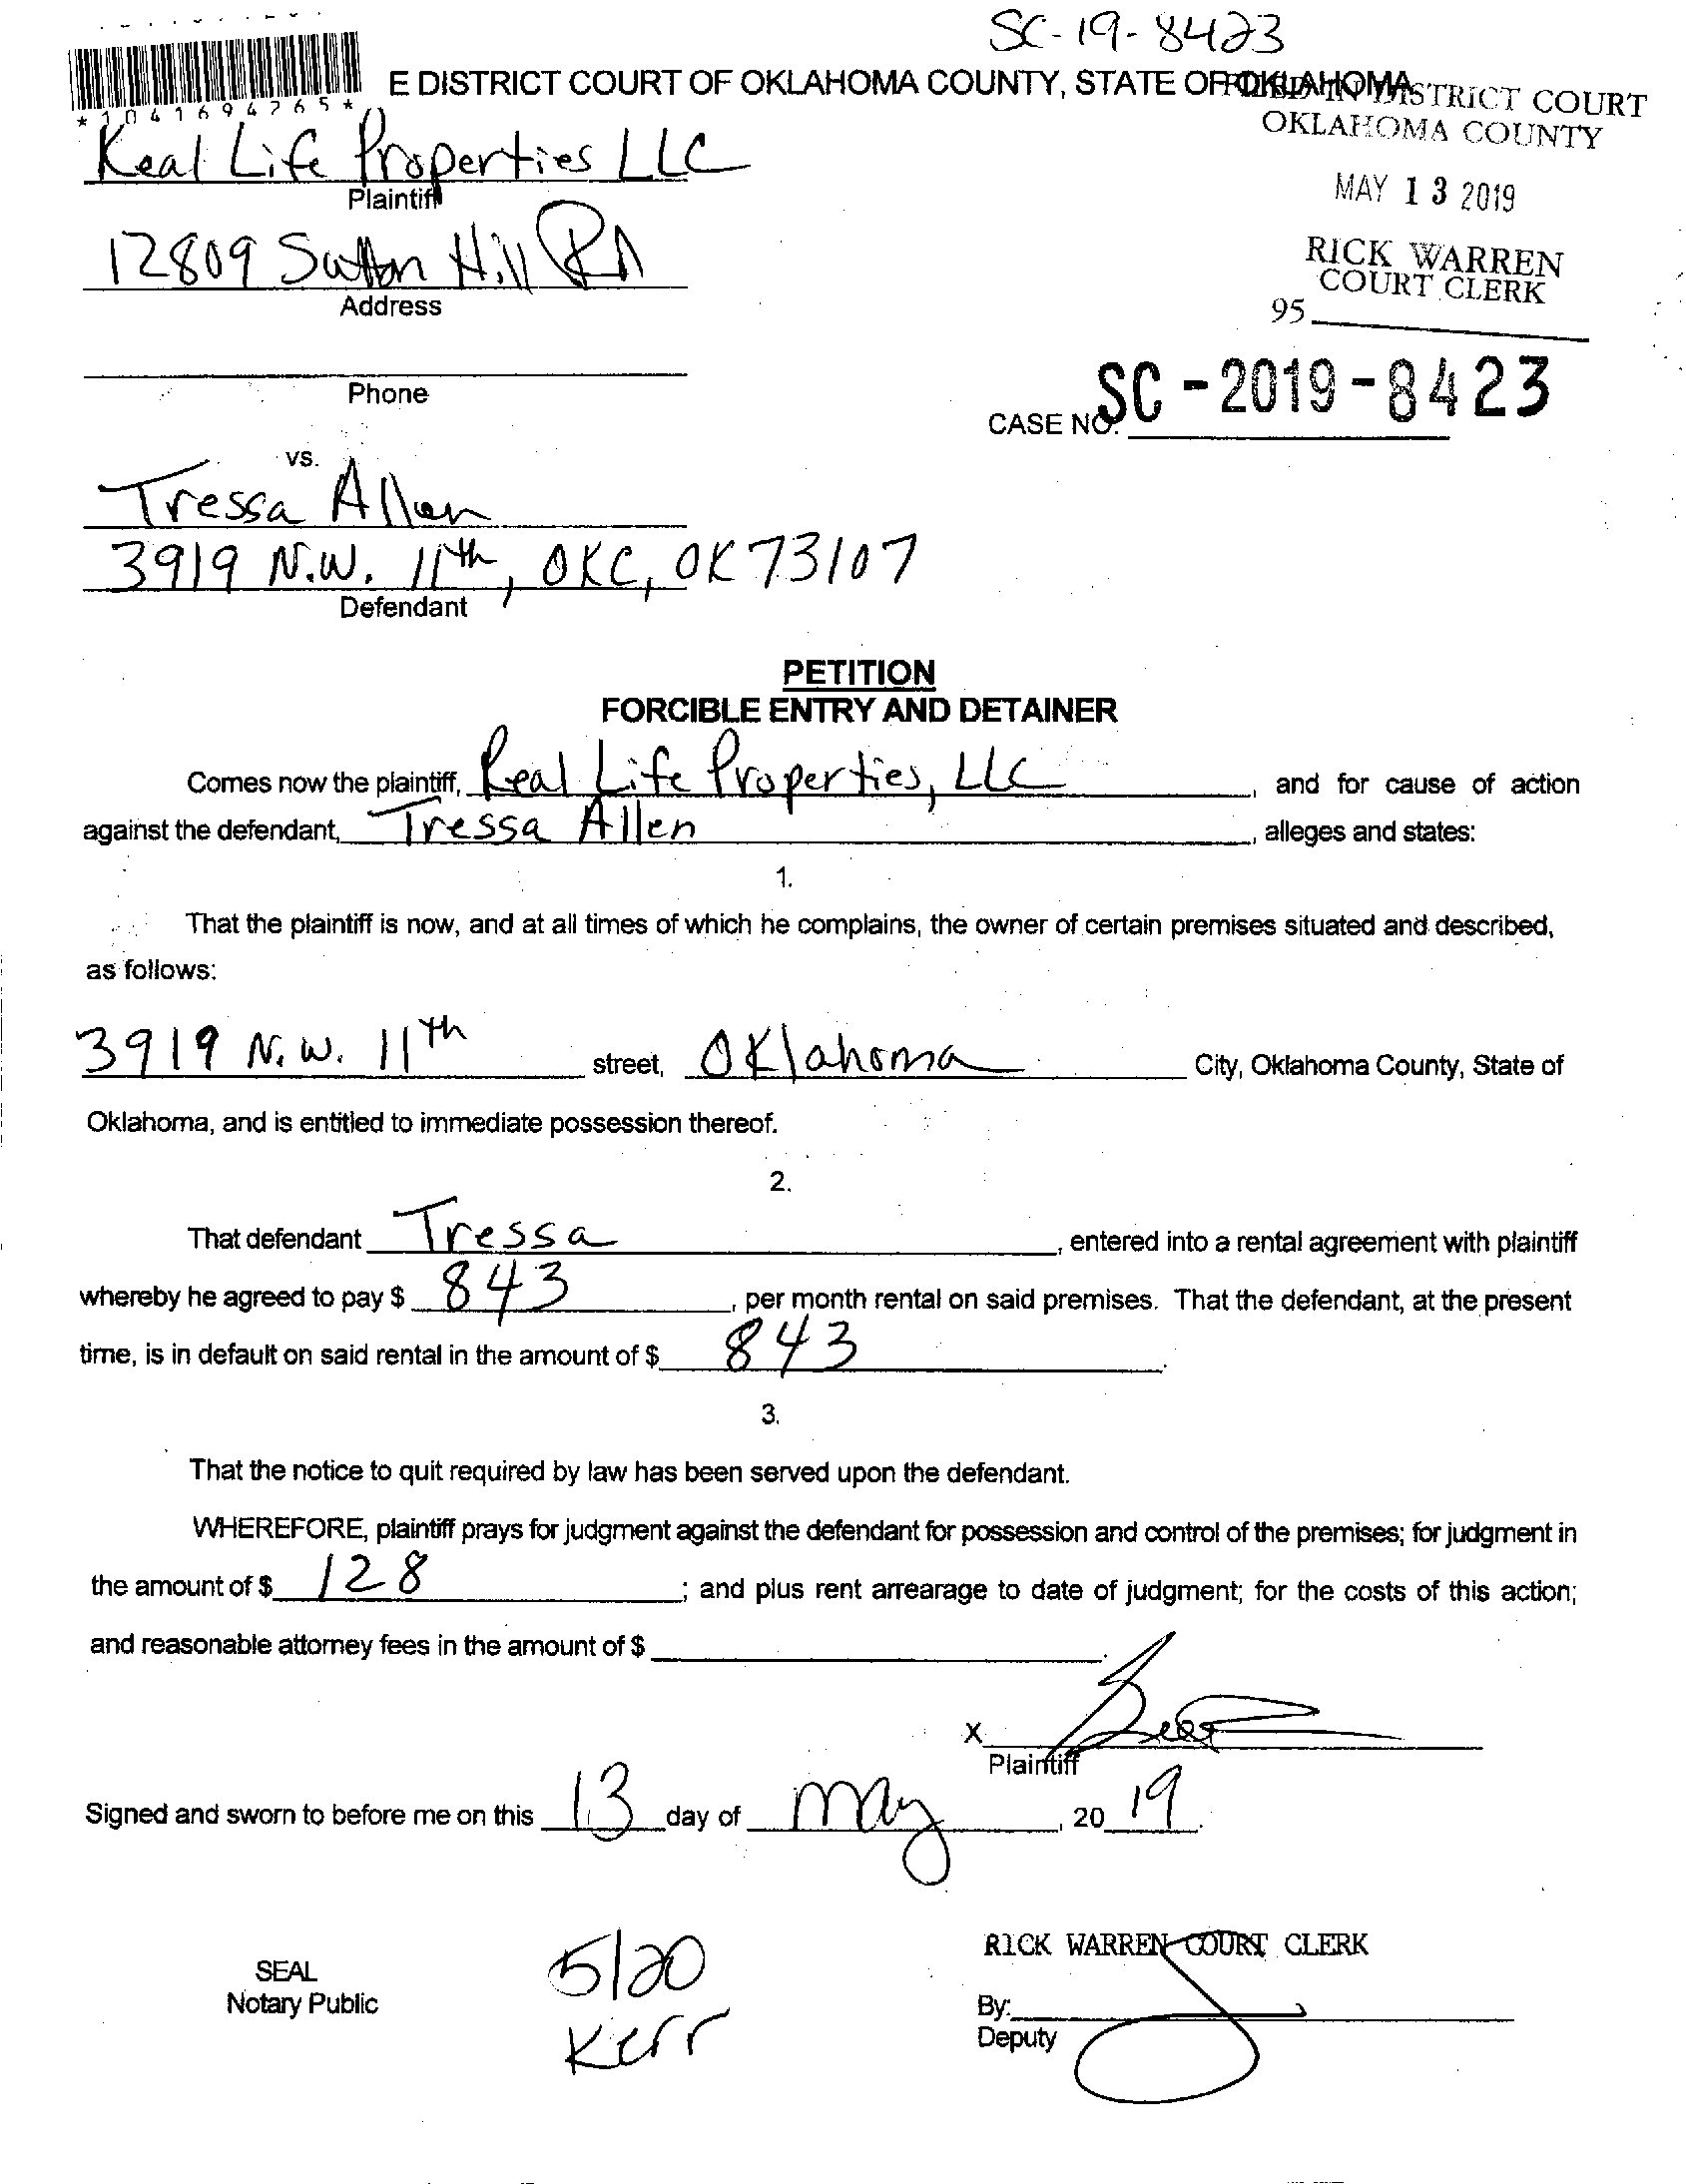 SC-19-8423
E DISTRICT COURT OF OKLAHOMA COUNTY, STATE OF OKLAHOMA
FILED IN DISTRICT COURT
OKLAHOMA COUNTY
*1041694765*
Real Life Properties LLC
Plaintiff
MAY 13 2019
12809 Sutton Hill Rd
Address
RICK WARREN
COURT CLERK
95
Phone
CASE NO. SC-2019-8423
vs.
Tressa Allen
3919 N.W. 11th, OKC, OK 73107
Defendant
PETITION
FORCIBLE ENTRY AND DETAINER
Comes now the plaintiff, Real Life Properties, LLC, and for cause of action
against the defendant, Tressa Allen, alleges and states:
1.
That the plaintiff is now, and at all times of which he complains, the owner of certain premises situated and described,
as follows:
3919 N.W. 11th street, Oklahoma City, Oklahoma County, State of
Oklahoma, and is entitled to immediate possession thereof.
2.
That defendant Tressa, entered into a rental agreement with plaintiff
whereby he agreed to pay $ 843, per month rental on said premises. That the defendant, at the present
time, is in default on said rental in the amount of $ 843.
3.
That the notice to quit required by law has been served upon the defendant.
WHEREFORE, plaintiff prays for judgment against the defendant for possession and control of the premises; for judgment in
the amount of $ 128; and plus rent arrearage to date of judgment; for the costs of this action;
and reasonable attorney fees in the amount of $ .
X
Plaintiff
Signed and sworn to before me on this 13 day of May, 2019.
SEAL
Notary Public
5/20
Kerr
RICK WARREN COURT CLERK
By:
Deputy